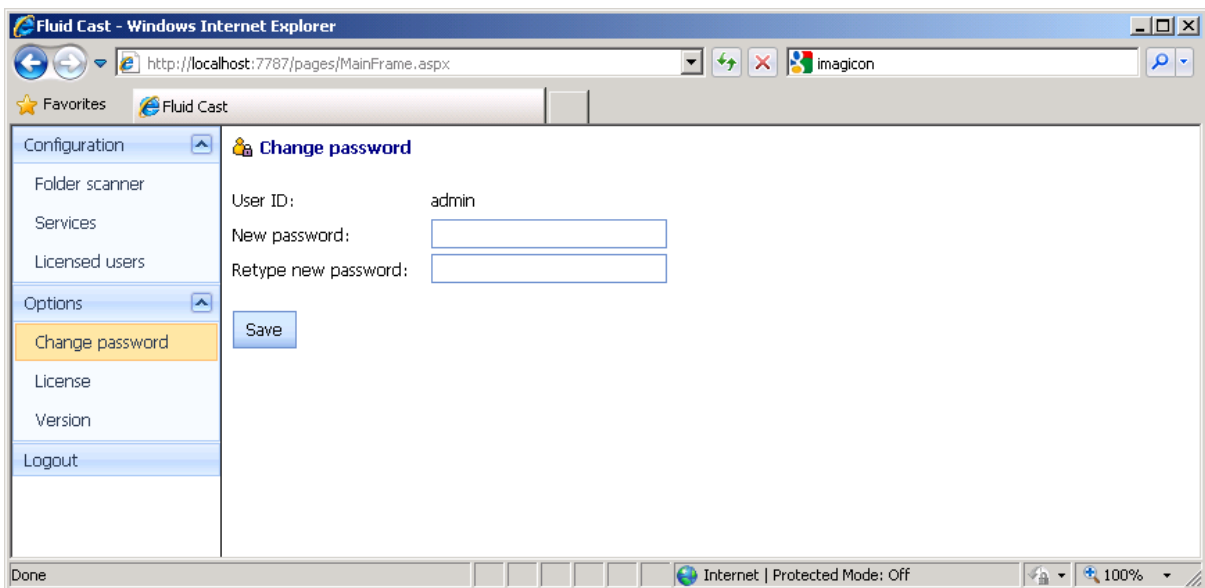 Fluid Cast - Windows Internet Explorer
http://localhost:7787/pages/MainFrame.aspx
imagicon
Favorites
Fluid Cast
Configuration
Folder scanner
Services
Licensed users
Options
Change password
License
Version
Logout
Change password
User ID: admin
New password:
Retype new password:
Save
Done
Internet | Protected Mode: Off
100%